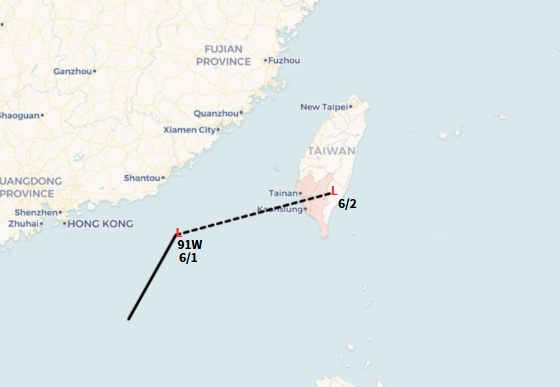 FUJIAN
PROVINCE
Fuzhou
Ganzhou
New Taipei
Shaoguan
Quanzhou
Xiamen City
TAIWAN
Shantou
UANGDONG
PROVINCE
Tainan
L
6/2
Kaohsiung
Shenzhen
Zhuhai
HONG KONG
L
91W
6/1